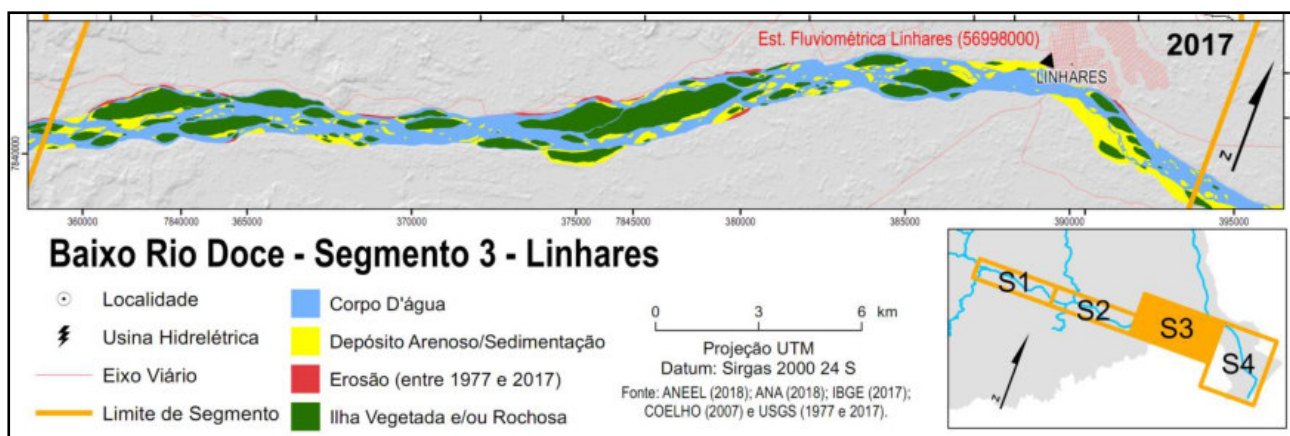 Est. Fluviométrica Linhares (56998000)
2017
LINHARES
N
7840000
360000 7840000 365000 370000 375000 7845000 380000 385000 390000 395000
Baixo Rio Doce - Segmento 3 - Linhares
Localidade
Usina Hidrelétrica
Eixo Viário
Limite de Segmento
Corpo D'água
Depósito Arenoso/Sedimentação
Erosão (entre 1977 e 2017)
Ilha Vegetada e/ou Rochosa
0 3 6 km
Projeção UTM
Datum: Sirgas 2000 24 S
Fonte: ANEEL (2018); ANA (2018); IBGE (2017);
COELHO (2007) e USGS (1977 e 2017).
S1
S2
S3
S4
N